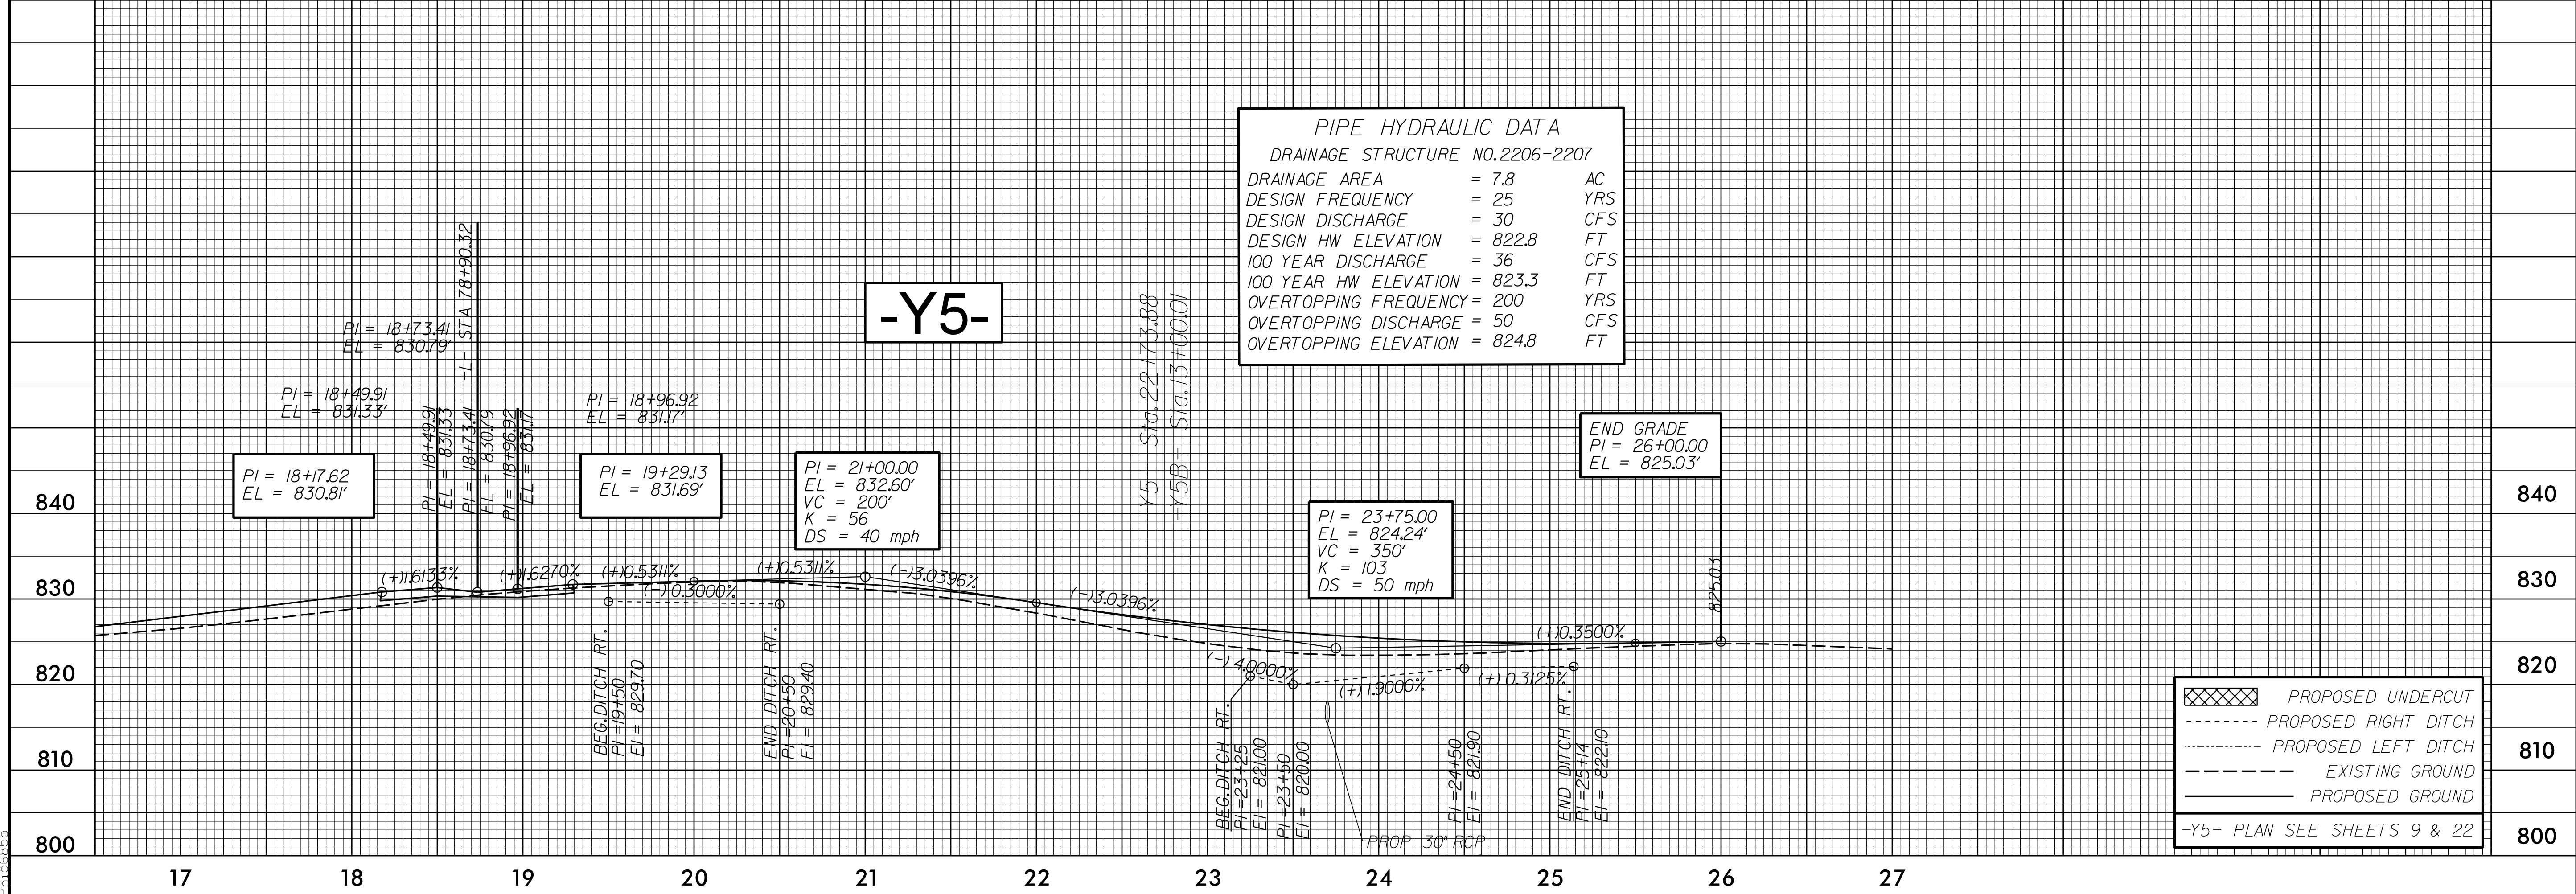 PIPE HYDRAULIC DATA
DRAINAGE STRUCTURE NO.2206-2207
DRAINAGE AREA = 7.8 AC
DESIGN FREQUENCY = 25 YRS
DESIGN DISCHARGE = 30 CFS
DESIGN HW ELEVATION = 822.8 FT
100 YEAR DISCHARGE = 36 CFS
100 YEAR HW ELEVATION = 823.3 FT
OVERTOPPING FREQUENCY = 200 YRS
OVERTOPPING DISCHARGE = 50 CFS
OVERTOPPING ELEVATION = 824.8 FT
-Y5-
-L- STA 78+90.32
PI = 18+73.41
EL = 830.79'
PI = 18+49.91
EL = 831.33'
PI = 18+96.92
EL = 831.17'
PI = 18+49.91
EL = 831.33
PI = 18+73.41
EL = 830.79
PI = 18+96.92
EL = 831.17
PI = 18+17.62
EL = 830.81'
PI = 19+29.13
EL = 831.69'
PI = 21+00.00
EL = 832.60'
VC = 200'
K = 56
DS = 40 mph
-Y5- Sta. 22+73.88
-Y5B- Sta. 13+00.01
PI = 23+75.00
EL = 824.24'
VC = 350'
K = 103
DS = 50 mph
END GRADE
PI = 26+00.00
EL = 825.03'
825.03
840
830
820
810
800
840
830
820
810
800
(+)1.6133%
(+)1.6270%
(+)0.5311%
(+)0.5311%
(-)3.0396%
(-)3.0396%
(+)0.3500%
(-)0.3000%
(-)4.0000%
(+)1.9000%
(+)0.3125%
BEG.DITCH RT.
PI =19+50
El = 829.70
END DITCH RT.
PI =20+50
El = 829.40
BEG.DITCH RT.
PI =23+25
El = 821.00
PI =23+50
El = 820.00
PROP 30" RCP
PI =24+50
El = 821.90
END DITCH RT.
PI =25+14
El = 822.10
PROPOSED UNDERCUT
PROPOSED RIGHT DITCH
PROPOSED LEFT DITCH
EXISTING GROUND
PROPOSED GROUND
-Y5- PLAN SEE SHEETS 9 & 22
17 18 19 20 21 22 23 24 25 26 27